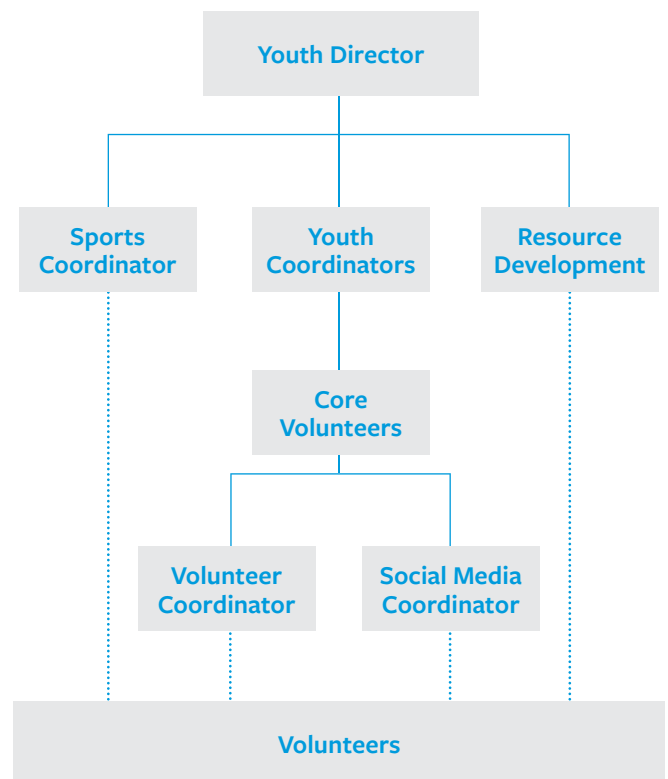 Youth Director
Sports
Coordinator
Youth
Coordinators
Resource
Development
Core
Volunteers
Volunteer
Coordinator
Social Media
Coordinator
Volunteers